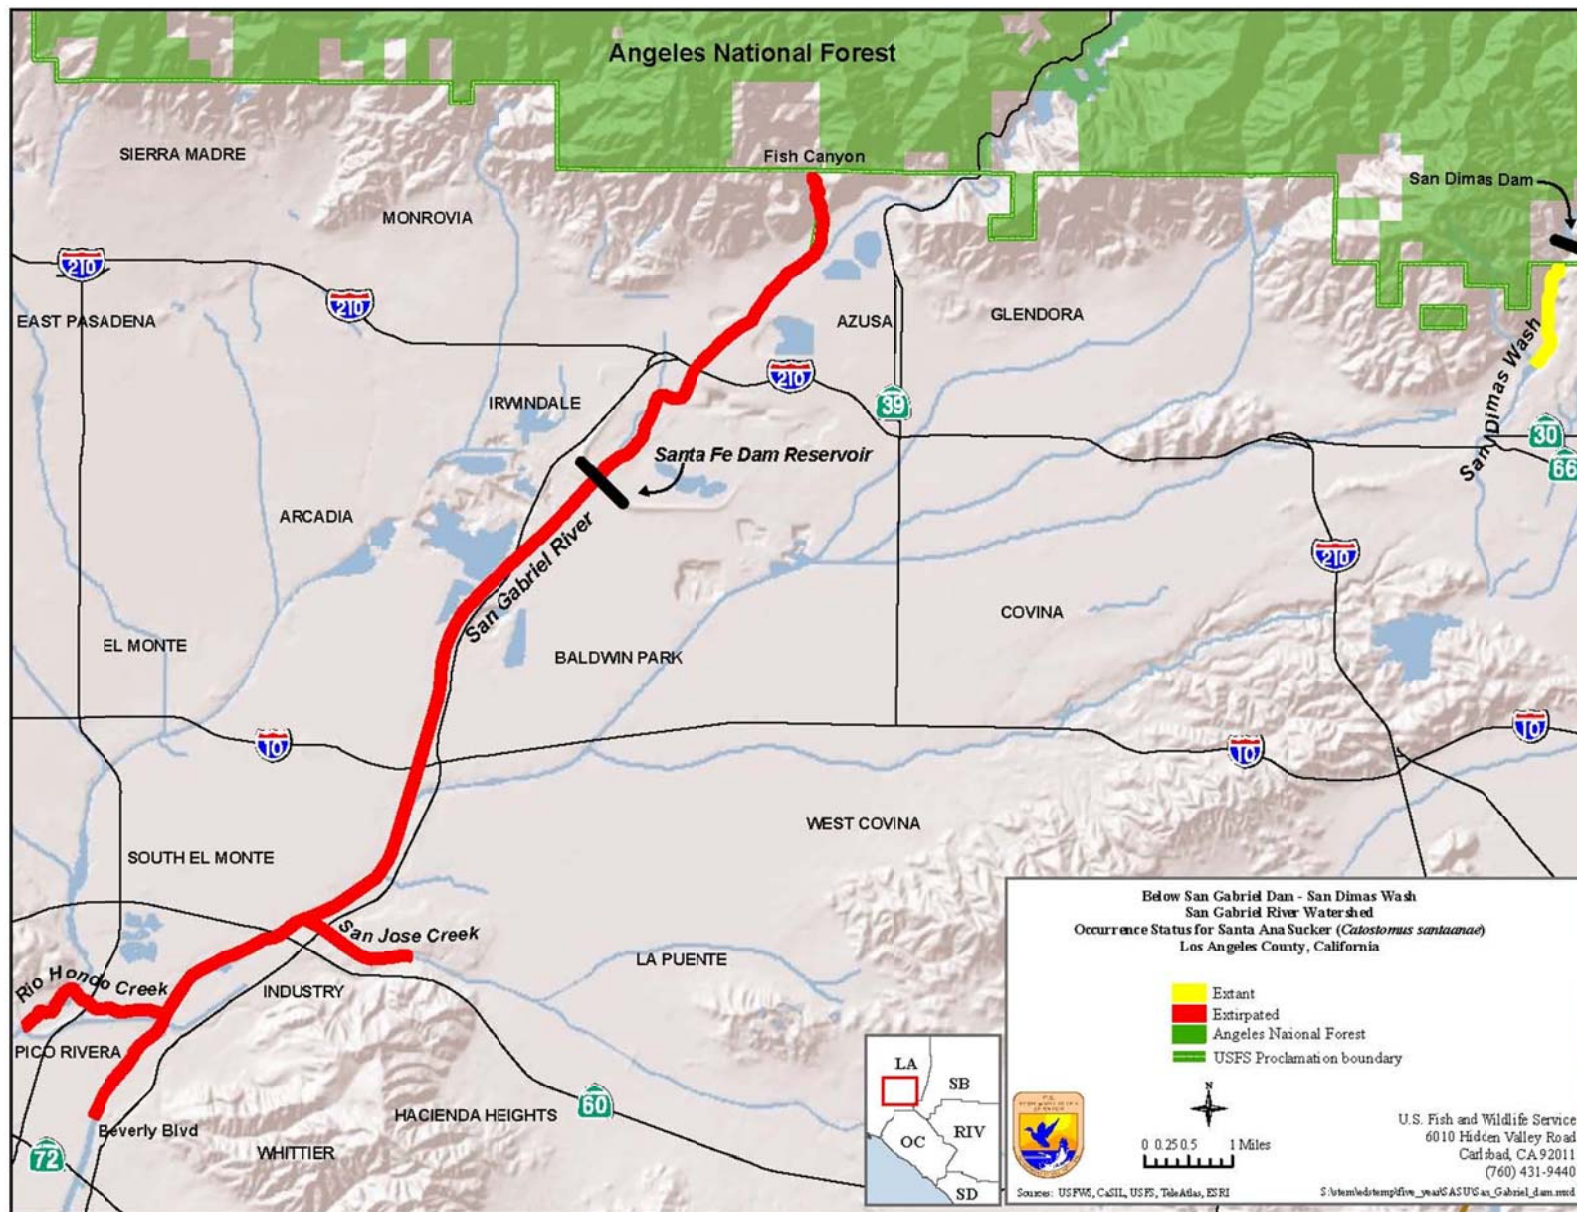 Angeles National Forest
SIERRA MADRE
Fish Canyon
San Dimas Dam
MONROVIA
210
210
EAST PASADENA
AZUSA
GLENDORA
San Dimas Wash
210
IRWINDALE
39
30
66
Santa Fe Dam Reservoir
ARCADIA
San Gabriel River
210
COVINA
EL MONTE
BALDWIN PARK
10
10
10
WEST COVINA
SOUTH EL MONTE
San Jose Creek
LA PUENTE
Rio Hondo Creek
INDUSTRY
PICO RIVERA
HACIENDA HEIGHTS
60
Beverly Blvd
72
WHITTIER
Below San Gabriel Dan - San Dimas Wash
San Gabriel River Watershed
Occurrence Status for Santa Ana Sucker (Catostomus santaanae)
Los Angeles County, California
Extant
Extirpated
Angeles Naional Forest
USFS Proclamation boundary
LA
SB
OC
RIV
SD
N
0 0.25 0.5 1 Miles
U.S. Fish and Wildlife Service
6010 Hidden Valley Road
Carlsbad, CA 92011
(760) 431-9440
Sources: USFWS, CaSIL, USFS, TeleAtlas, ESRI